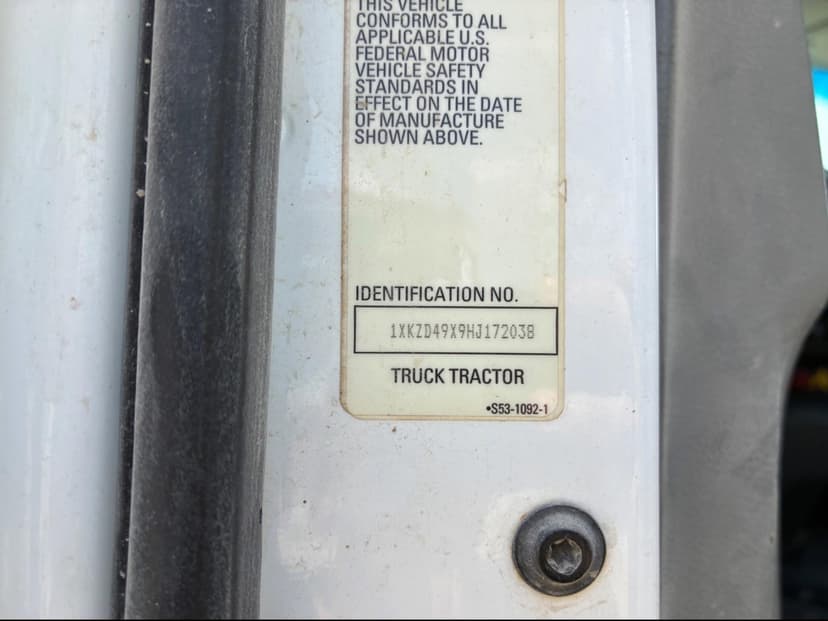 THIS VEHICLE
CONFORMS TO ALL
APPLICABLE U.S.
FEDERAL MOTOR
VEHICLE SAFETY
STANDARDS IN
EFFECT ON THE DATE
OF MANUFACTURE
SHOWN ABOVE.
IDENTIFICATION NO.
1XKZD49X9HJ172038
TRUCK TRACTOR
•S53-1092-1